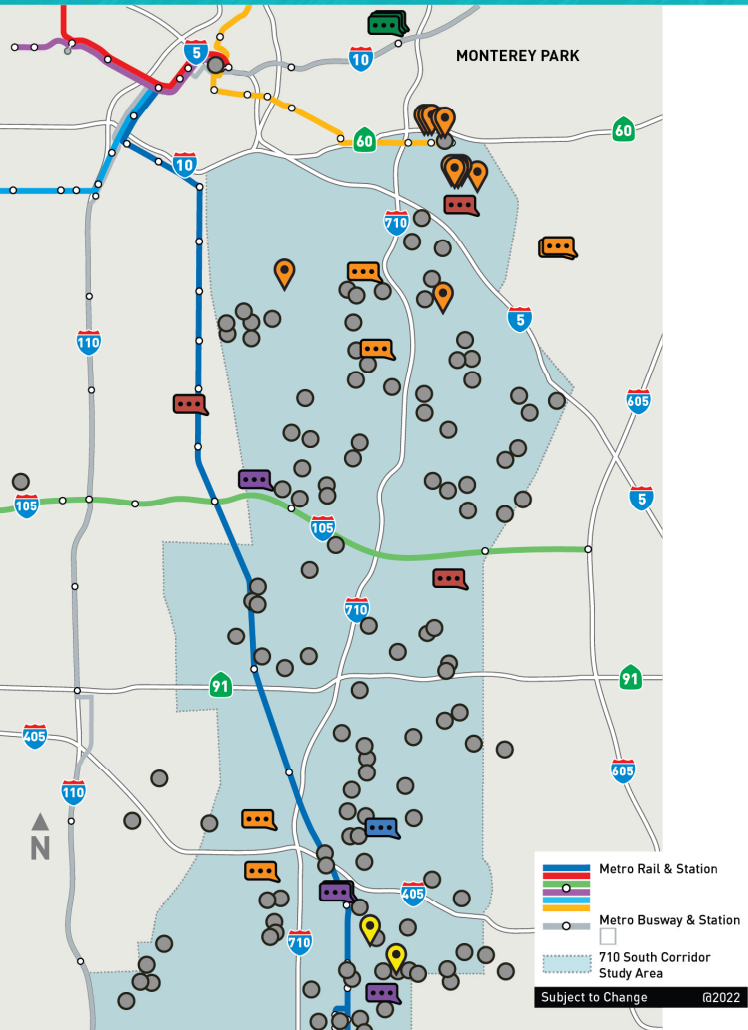 5
10
MONTEREY PARK
60
60
10
710
5
110
605
5
105
105
710
91
91
405
605
110
N
405
710
Metro Rail & Station
Metro Busway & Station
710 South Corridor
Study Area
Subject to Change @2022